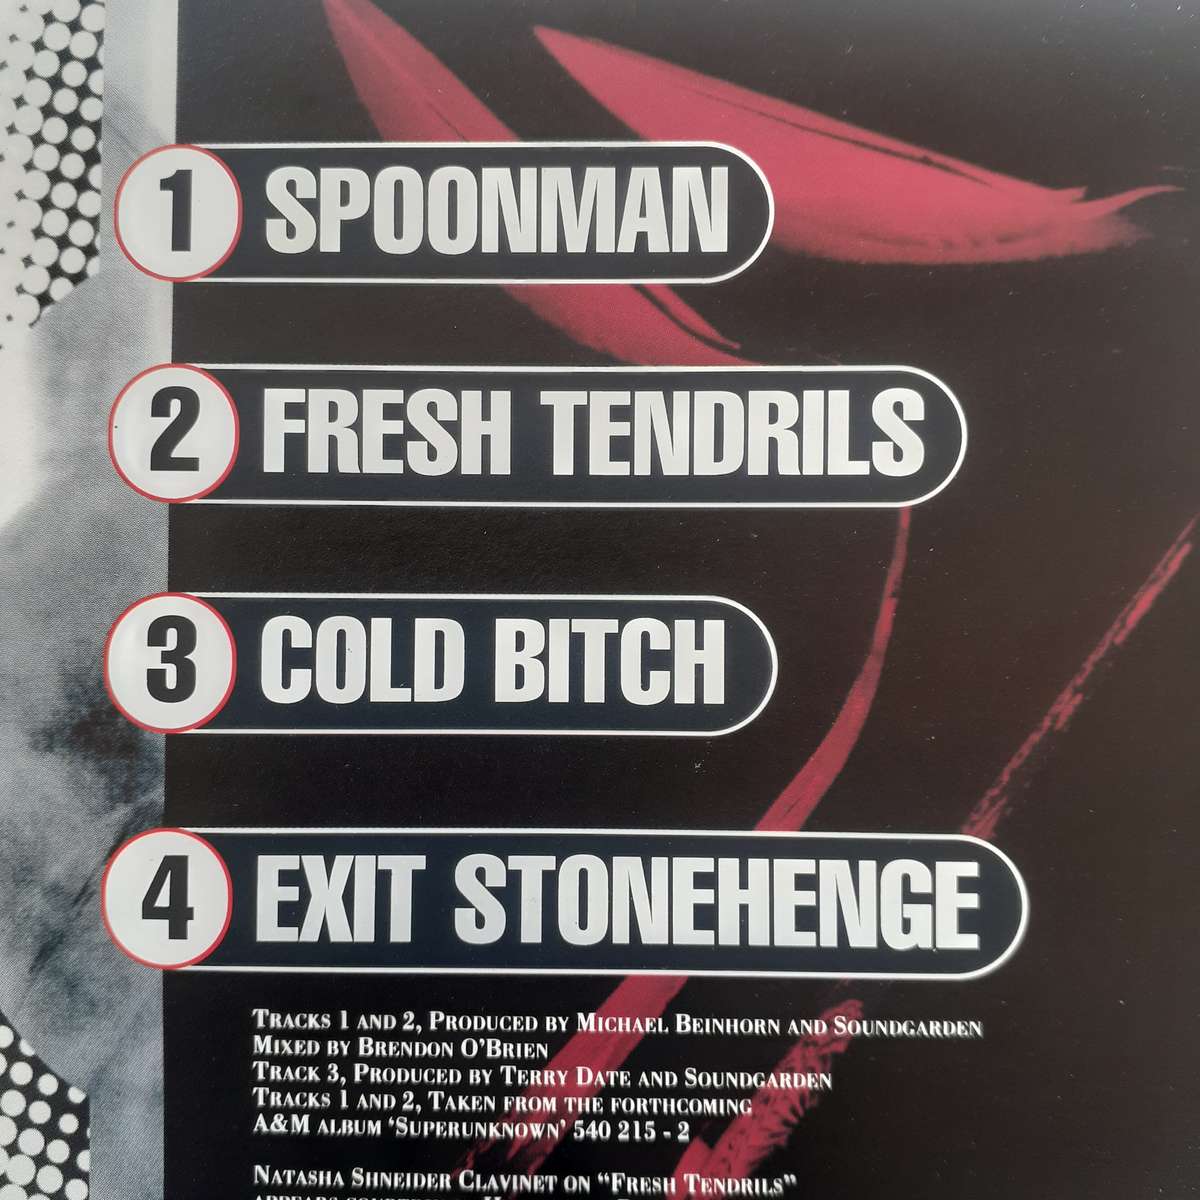 1 SPOONMAN
2 FRESH TENDRILS
3 COLD BITCH
4 EXIT STONEHENGE
TRACKS 1 AND 2, PRODUCED BY MICHAEL BEINHORN AND SOUNDGARDEN
MIXED BY BRENDON O'BRIEN
TRACK 3, PRODUCED BY TERRY DATE AND SOUNDGARDEN
TRACKS 1 AND 2, TAKEN FROM THE FORTHCOMING
A&M ALBUM ‘SUPERUNKNOWN’ 540 215 - 2
NATASHA SHNEIDER CLAVINET ON “FRESH TENDRILS”